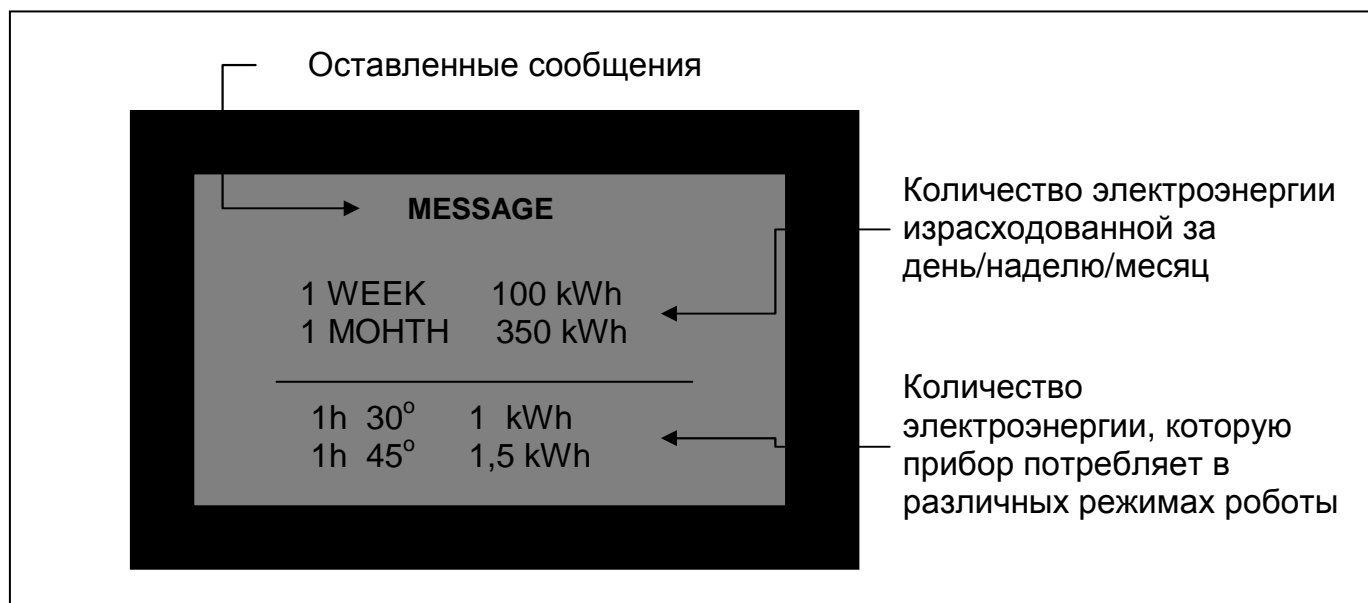 Оставленные сообщения
MESSAGE
1 WEEK 100 kWh
1 MOHTH 350 kWh
1h 30° 1 kWh
1h 45° 1,5 kWh
Количество электроэнергии
израсходованной за
день/наделю/месяц
Количество
электроэнергии, которую
прибор потребляет в
различных режимах роботы